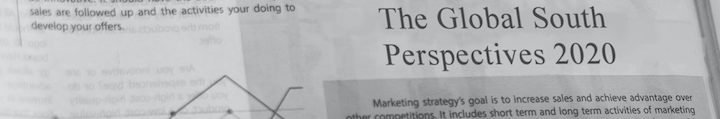 sales are followed up and the activities your doing to
develop your offers.
The Global South
Perspectives 2020
Marketing strategy's goal is to increase sales and achieve advantage over
other competitions. It includes short term and long term activities of marketing